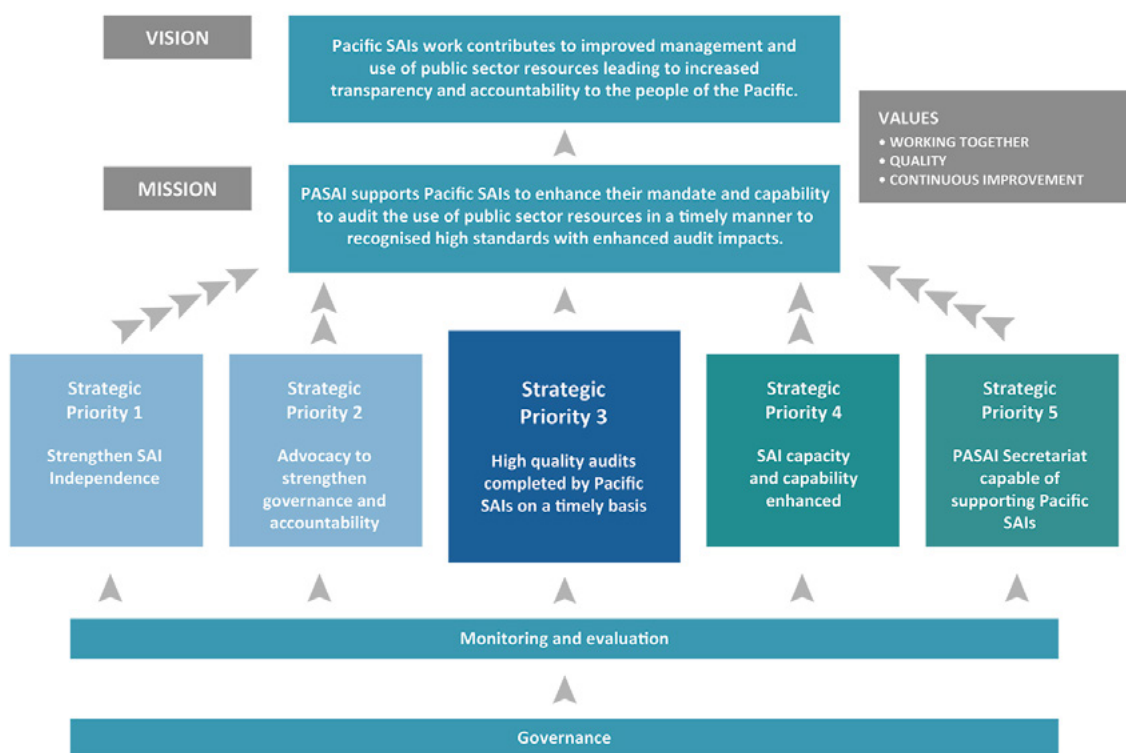 VISION
Pacific SAIs work contributes to improved management and
use of public sector resources leading to increased
transparency and accountability to the people of the Pacific.
VALUES
• WORKING TOGETHER
• QUALITY
• CONTINUOUS IMPROVEMENT
MISSION
PASAI supports Pacific SAIs to enhance their mandate and capability
to audit the use of public sector resources in a timely manner to
recognised high standards with enhanced audit impacts.
Strategic
Priority 1
Strengthen SAI
Independence
Strategic
Priority 2
Advocacy to
strengthen
governance and
accountability
Strategic
Priority 3
High quality audits
completed by Pacific
SAIs on a timely basis
Strategic
Priority 4
SAI capacity
and capability
enhanced
Strategic
Priority 5
PASAI Secretariat
capable of
supporting Pacific
SAIs
Monitoring and evaluation
Governance